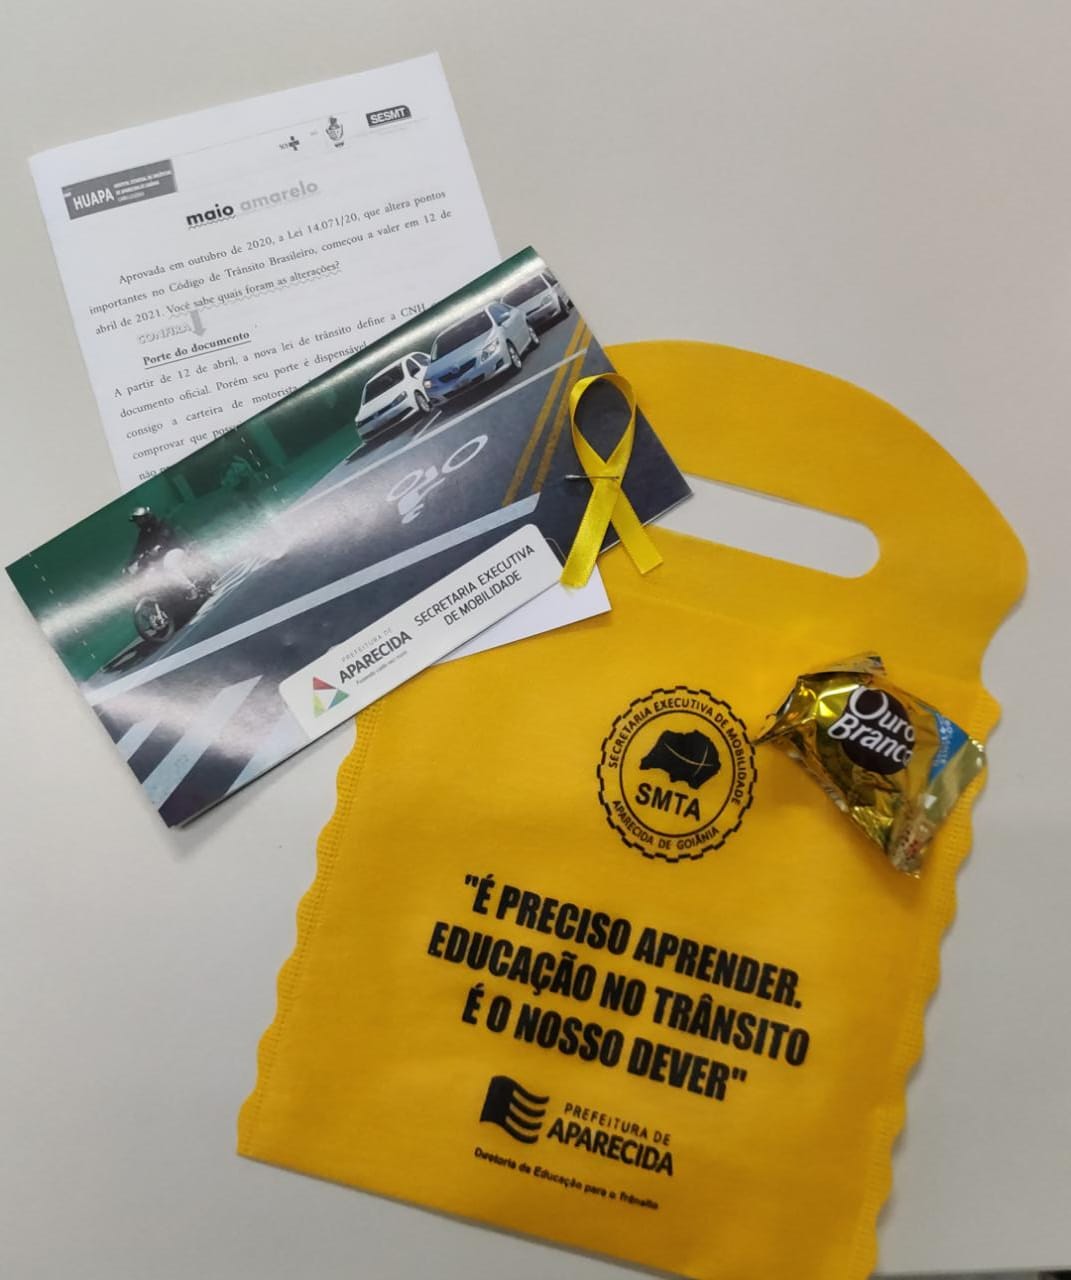 HUAPA
SESMT
maio amarelo
Aprovada em outubro de 2020, a Lei 14.071/20, que altera pontos
importantes no Código de Trânsito Brasileiro, começou a valer em 12 de
abril de 2021. Você sabe quais foram as alterações?
CONFIRA
Porte do documento
A partir de 12 de abril, a nova lei de trânsito define a CNH
documento oficial. Porém seu porte é dispensável
consigo a carteira de motorista
comprovar que
não
PREFEITURA DE
APARECIDA
SECRETARIA EXECUTIVA
DE MOBILIDADE
Ouro
Branco
SECRETARIA EXECUTIVA DE MOBILIDADE
SMTA
APARECIDA DE GOIÂNIA
"É PRECISO APRENDER.
EDUCAÇÃO NO TRÂNSITO
É O NOSSO DEVER"
PREFEITURA DE
APARECIDA
Diretoria de Educação para o Trânsito